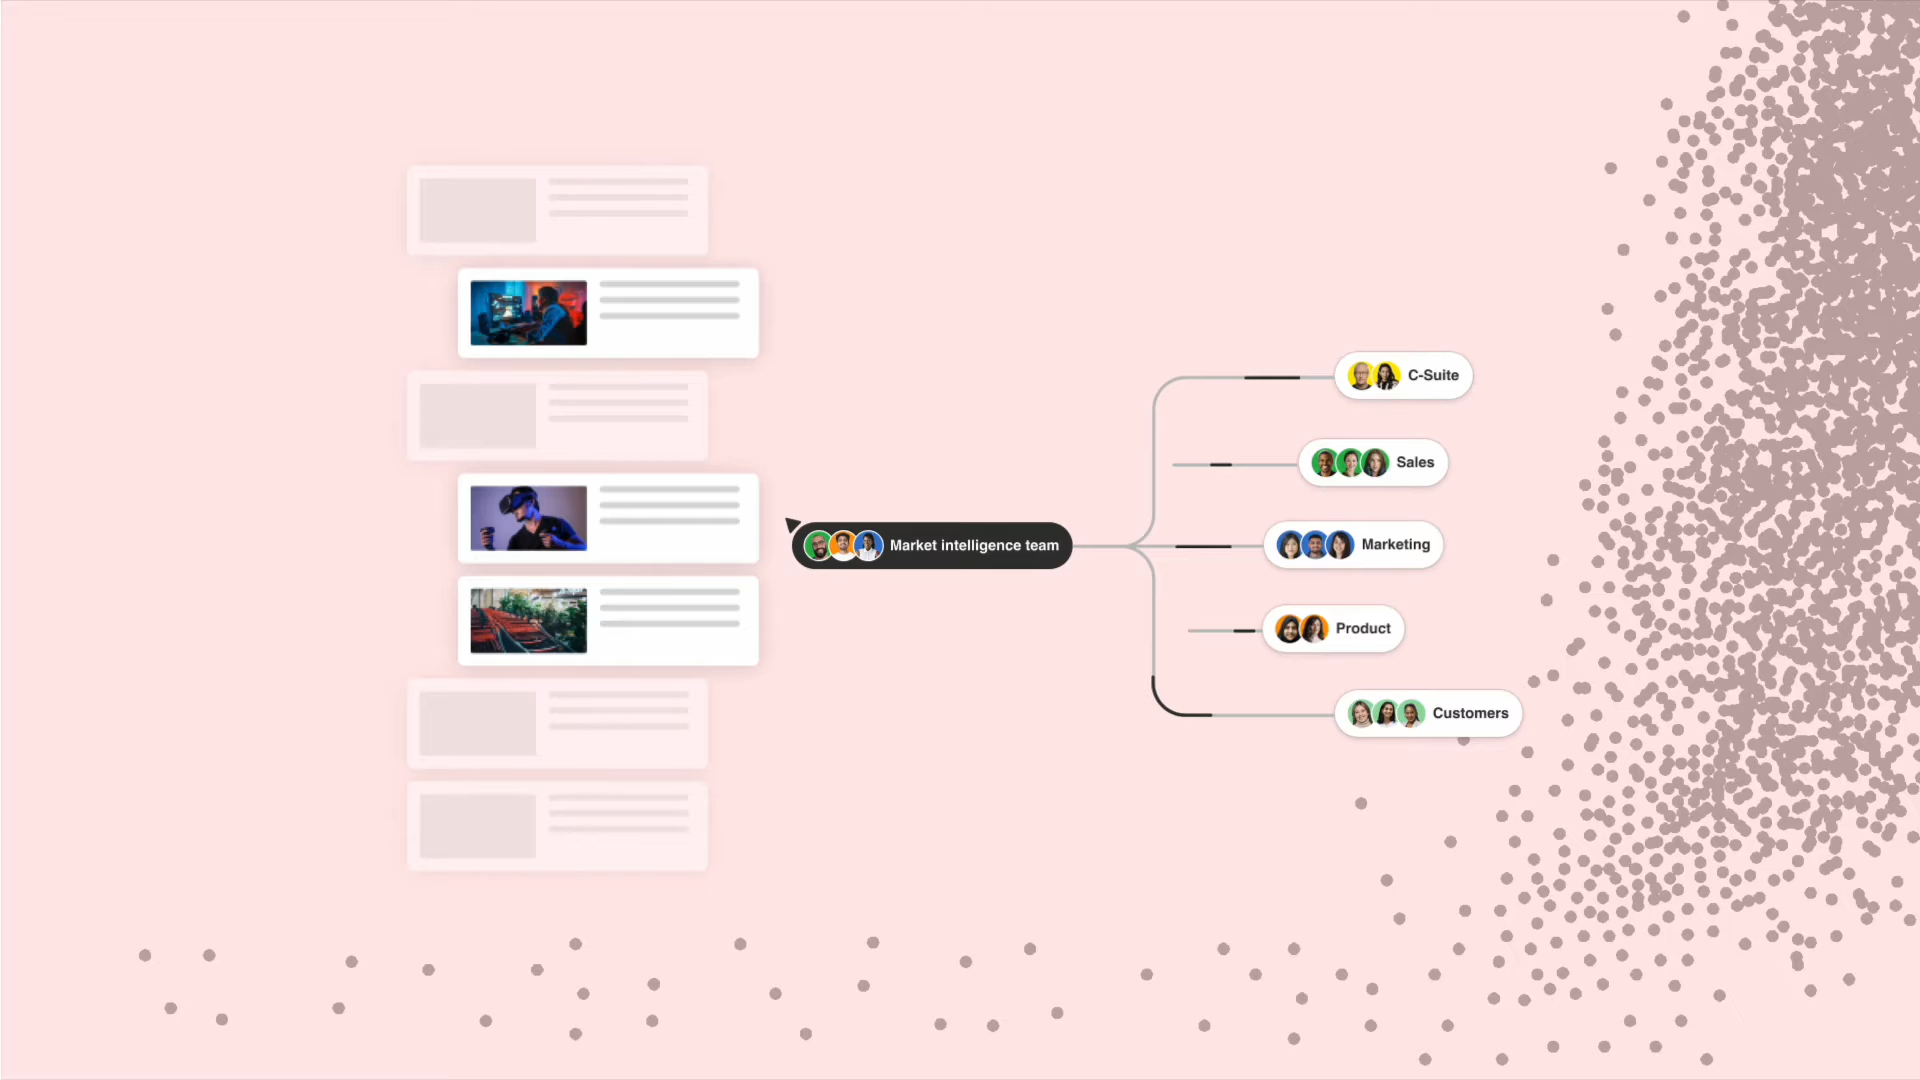 C-Suite
Sales
Market intelligence team
Marketing
Product
Customers